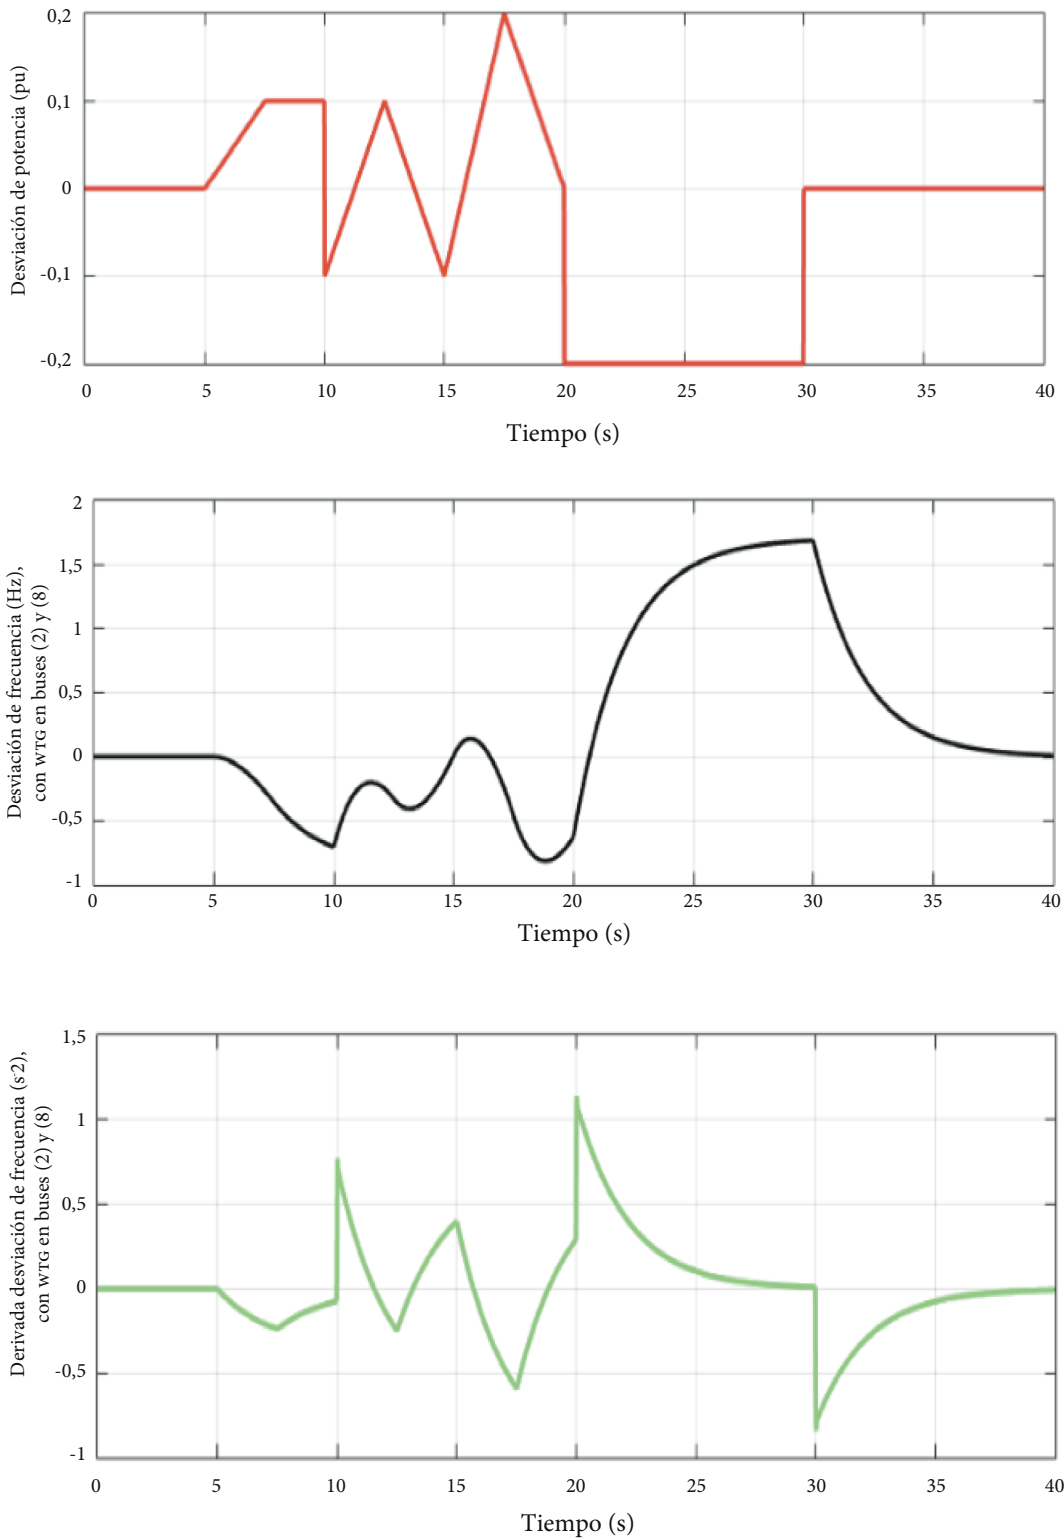 Desviación de potencia (pu)
0,2
0,1
0
-0,1
-0,2
0 5 10 15 20 25 30 35 40
Tiempo (s)
Desviación de frecuencia (Hz),
con WTG en buses (2) y (8)
2
1,5
1
0,5
0
-0,5
-1
0 5 10 15 20 25 30 35 40
Tiempo (s)
Derivada desviación de frecuencia (s-2),
con WTG en buses (2) y (8)
1,5
1
0,5
0
-0,5
-1
0 5 10 15 20 25 30 35 40
Tiempo (s)